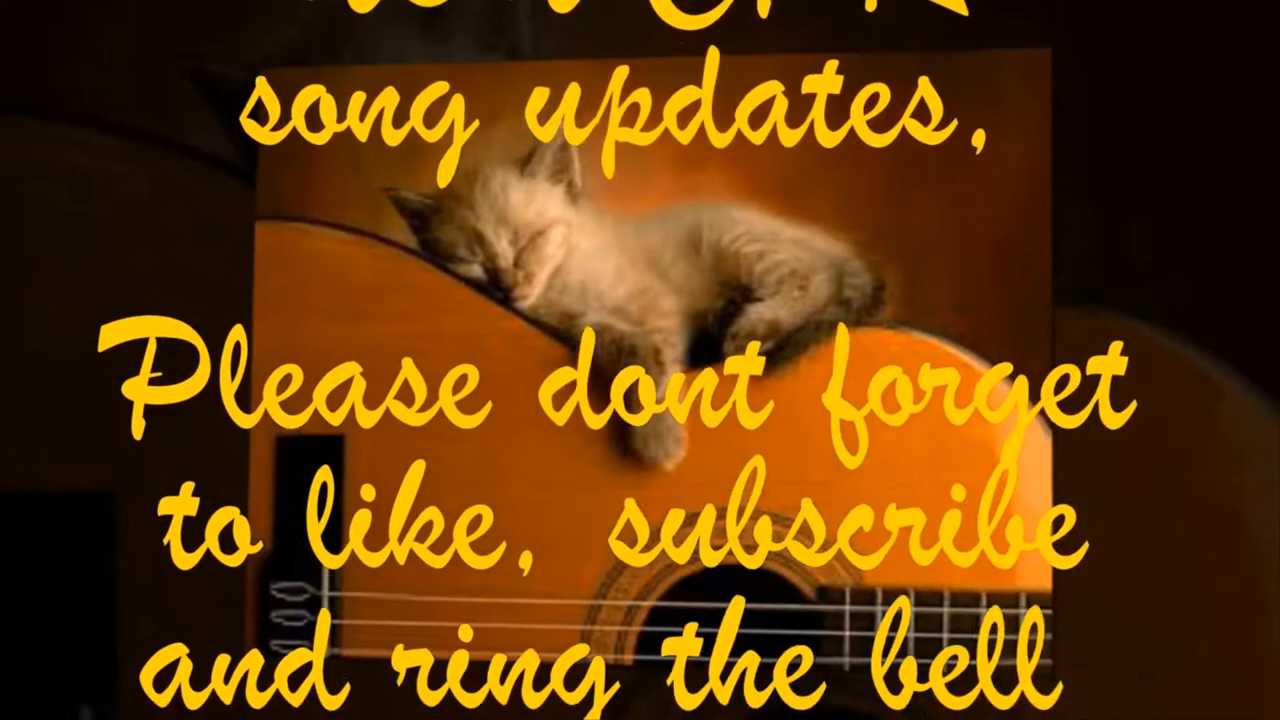 song updates,
Please dont forget
to like, subscribe
and ring the bell